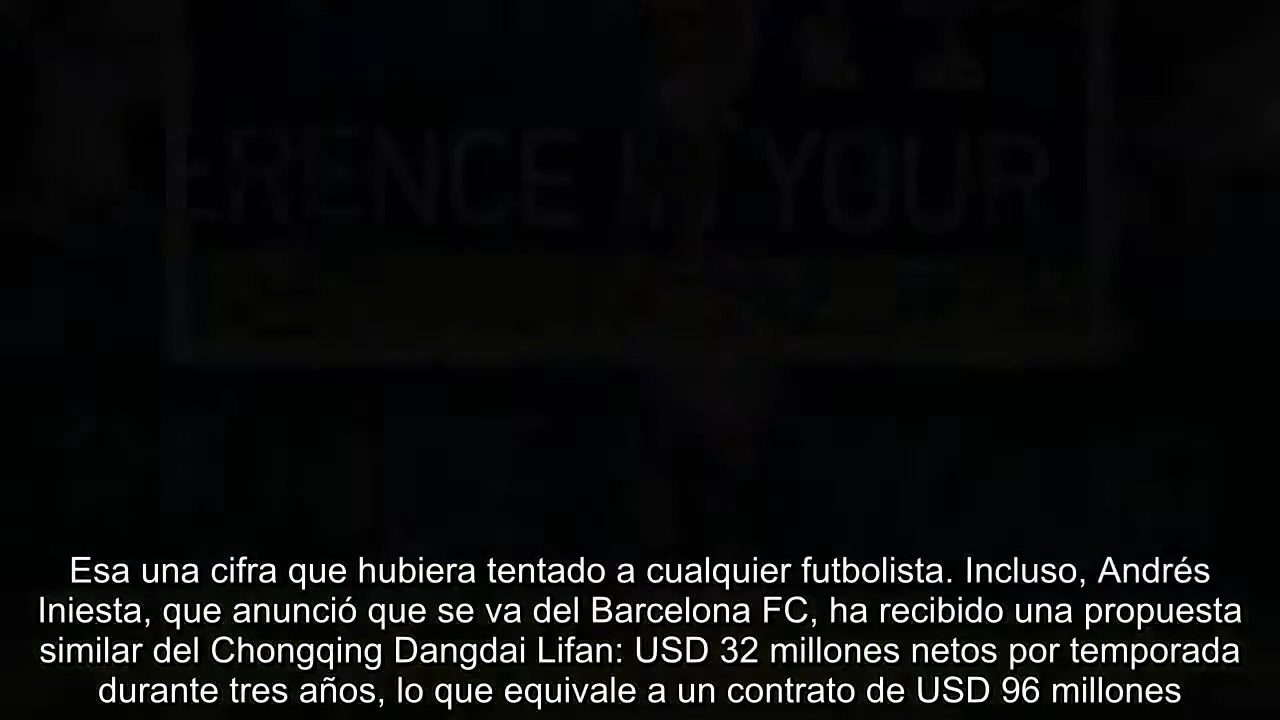 ERENCE I YOUR
Esa una cifra que hubiera tentado a cualquier futbolista. Incluso, Andrés
Iniesta, que anunció que se va del Barcelona FC, ha recibido una propuesta
similar del Chongqing Dangdai Lifan: USD 32 millones netos por temporada
durante tres años, lo que equivale a un contrato de USD 96 millones